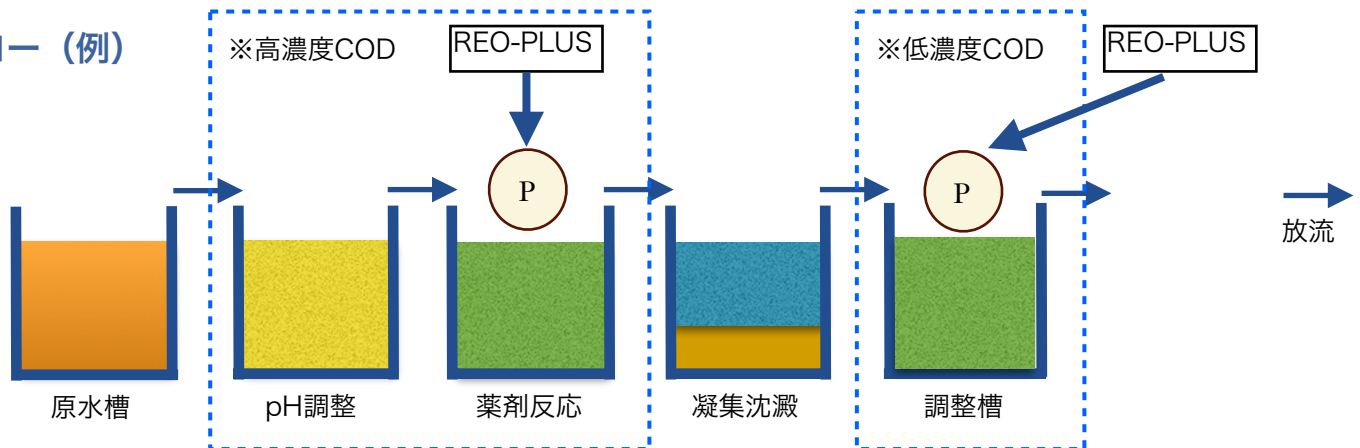 ー（例）
※高濃度COD
REO-PLUS
※低濃度COD
REO-PLUS
P
P
放流
原水槽
pH調整
薬剤反応
凝集沈澱
調整槽